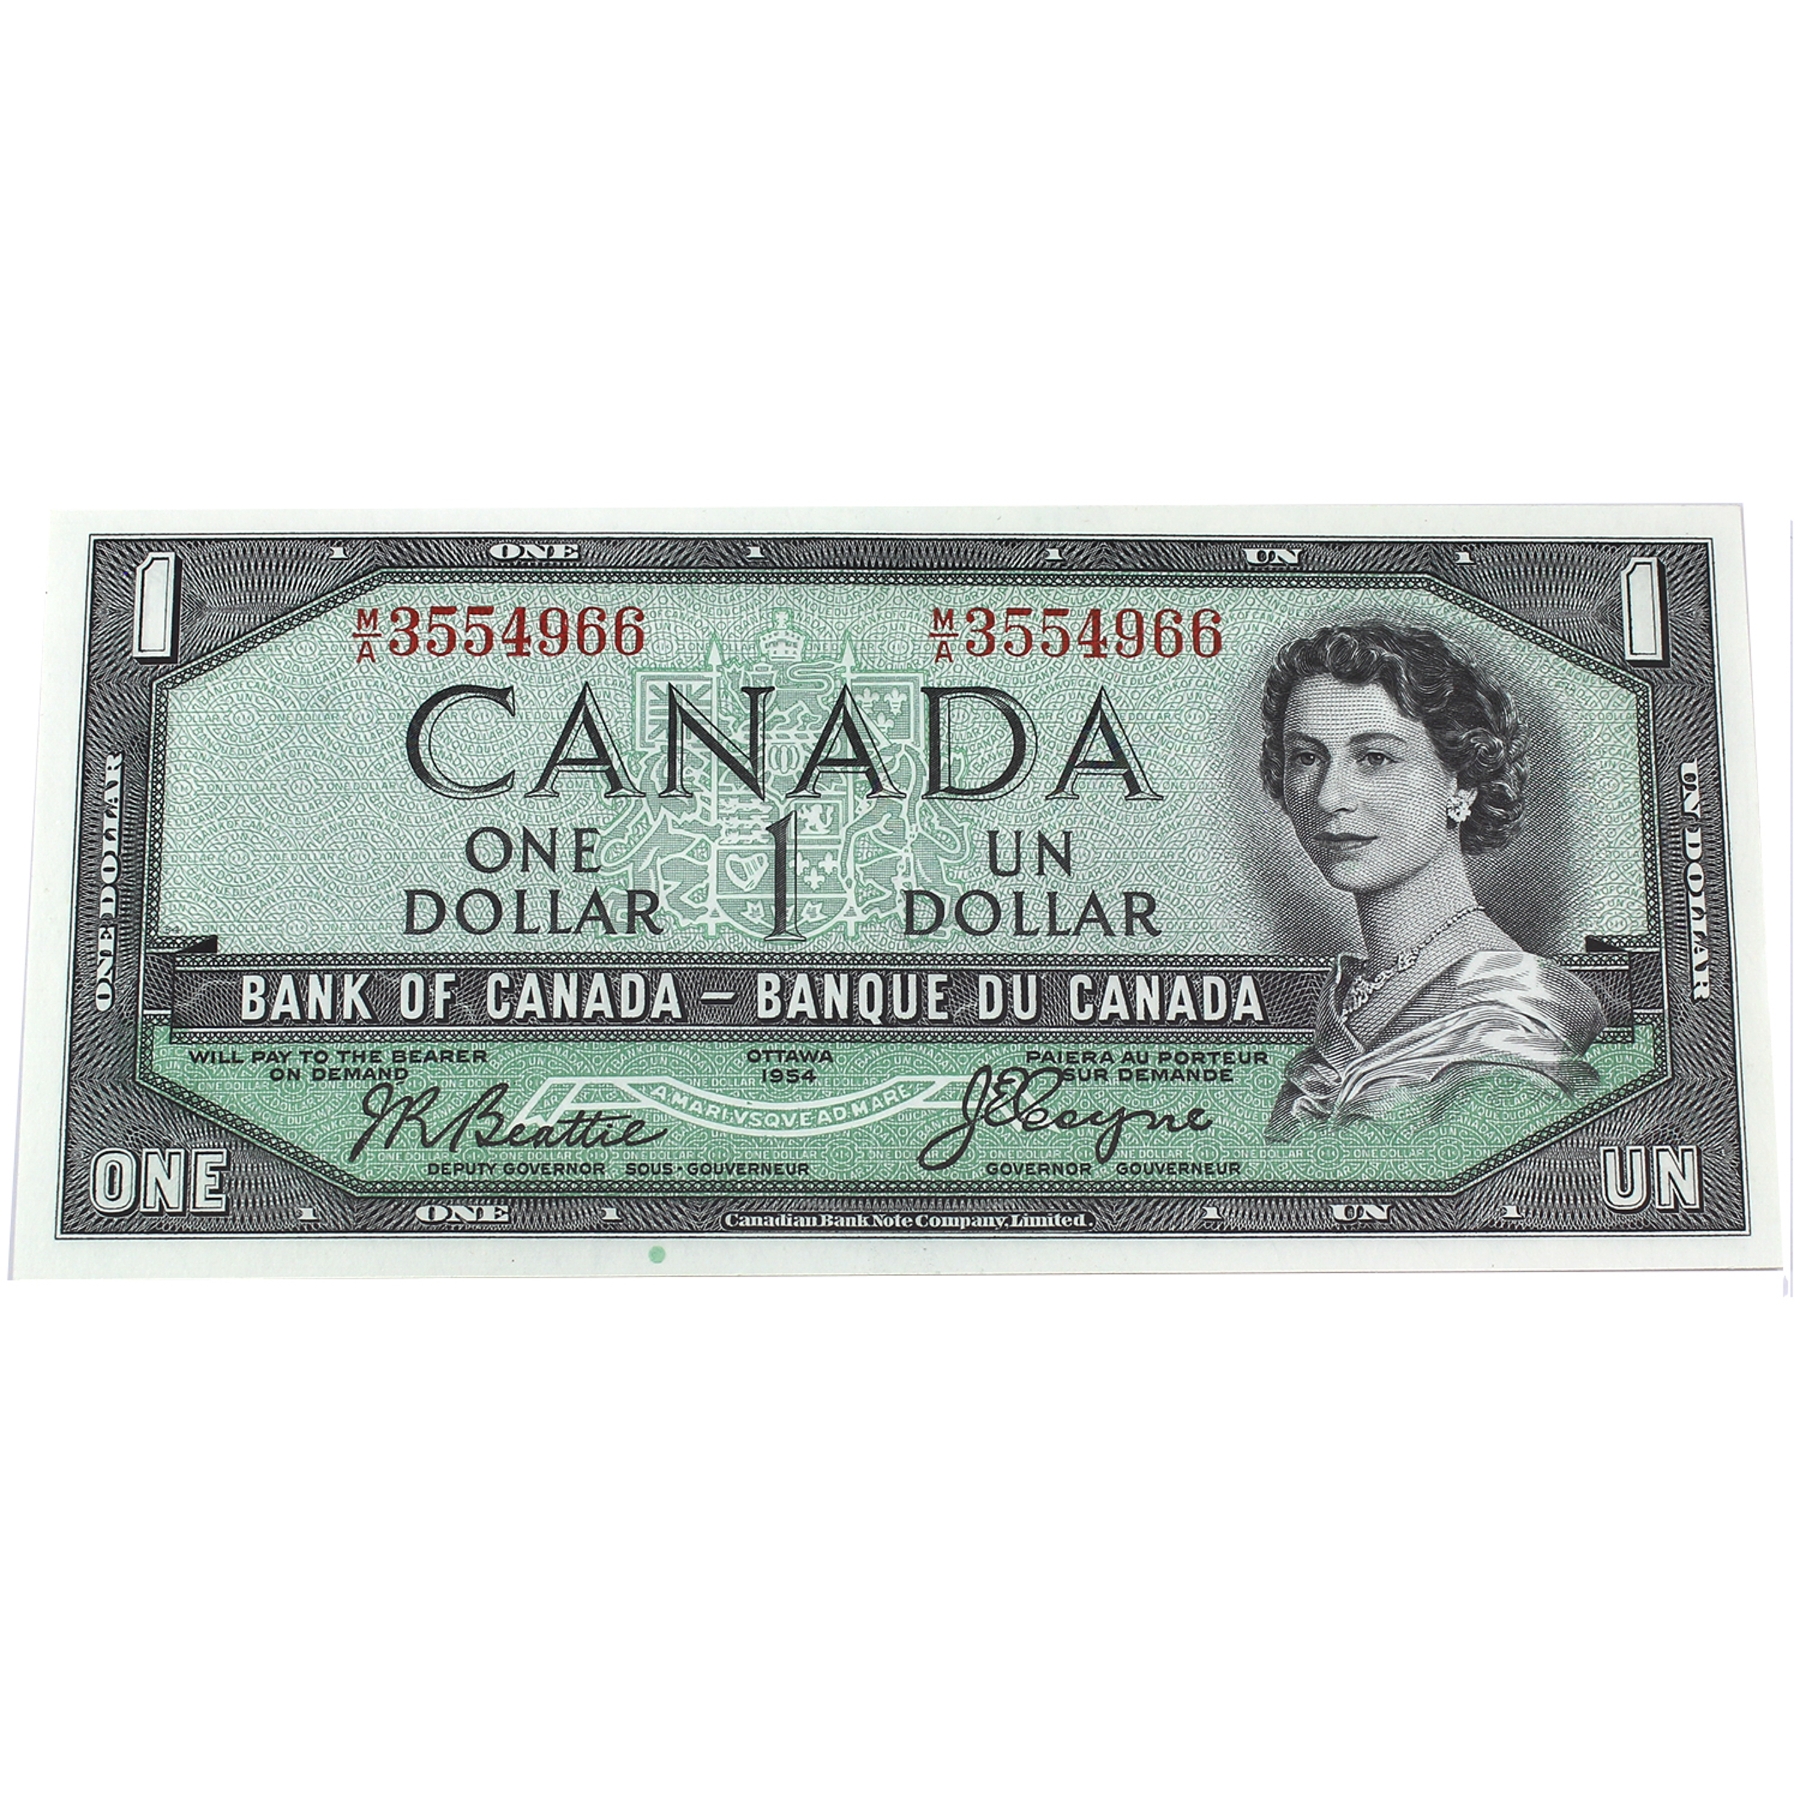 1 1 ONE 1 1 UN 1 1
M/A 3554966 M/A 3554966
CANADA
ONE DOLLAR 1 UN DOLLAR
ONE DOLLAR
UN DOLLAR
BANK OF CANADA – BANQUE DU CANADA
WILL PAY TO THE BEARER ON DEMAND
OTTAWA
1954
PAIERA AU PORTEUR SUR DEMANDE
A MARI VSQVE AD MARE
J R Beattie
J E Coyne
DEPUTY GOVERNOR SOUS-GOUVERNEUR
GOVERNOR GOUVERNEUR
ONE UN
1 ONE 1 Canadian Bank Note Company, Limited. 1 UN 1